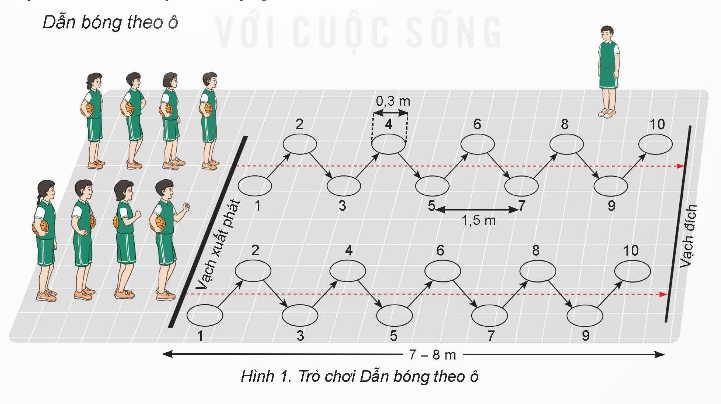 Dẫn bóng theo ô
VỚI CUỘC SỐNG
0,3 m
2 4 6 8 10
1 3 5 7 9
1,5 m
Vạch xuất phát
Vạch đích
2 4 6 8 10
1 3 5 7 9
7 – 8 m
Hình 1. Trò chơi Dẫn bóng theo ô